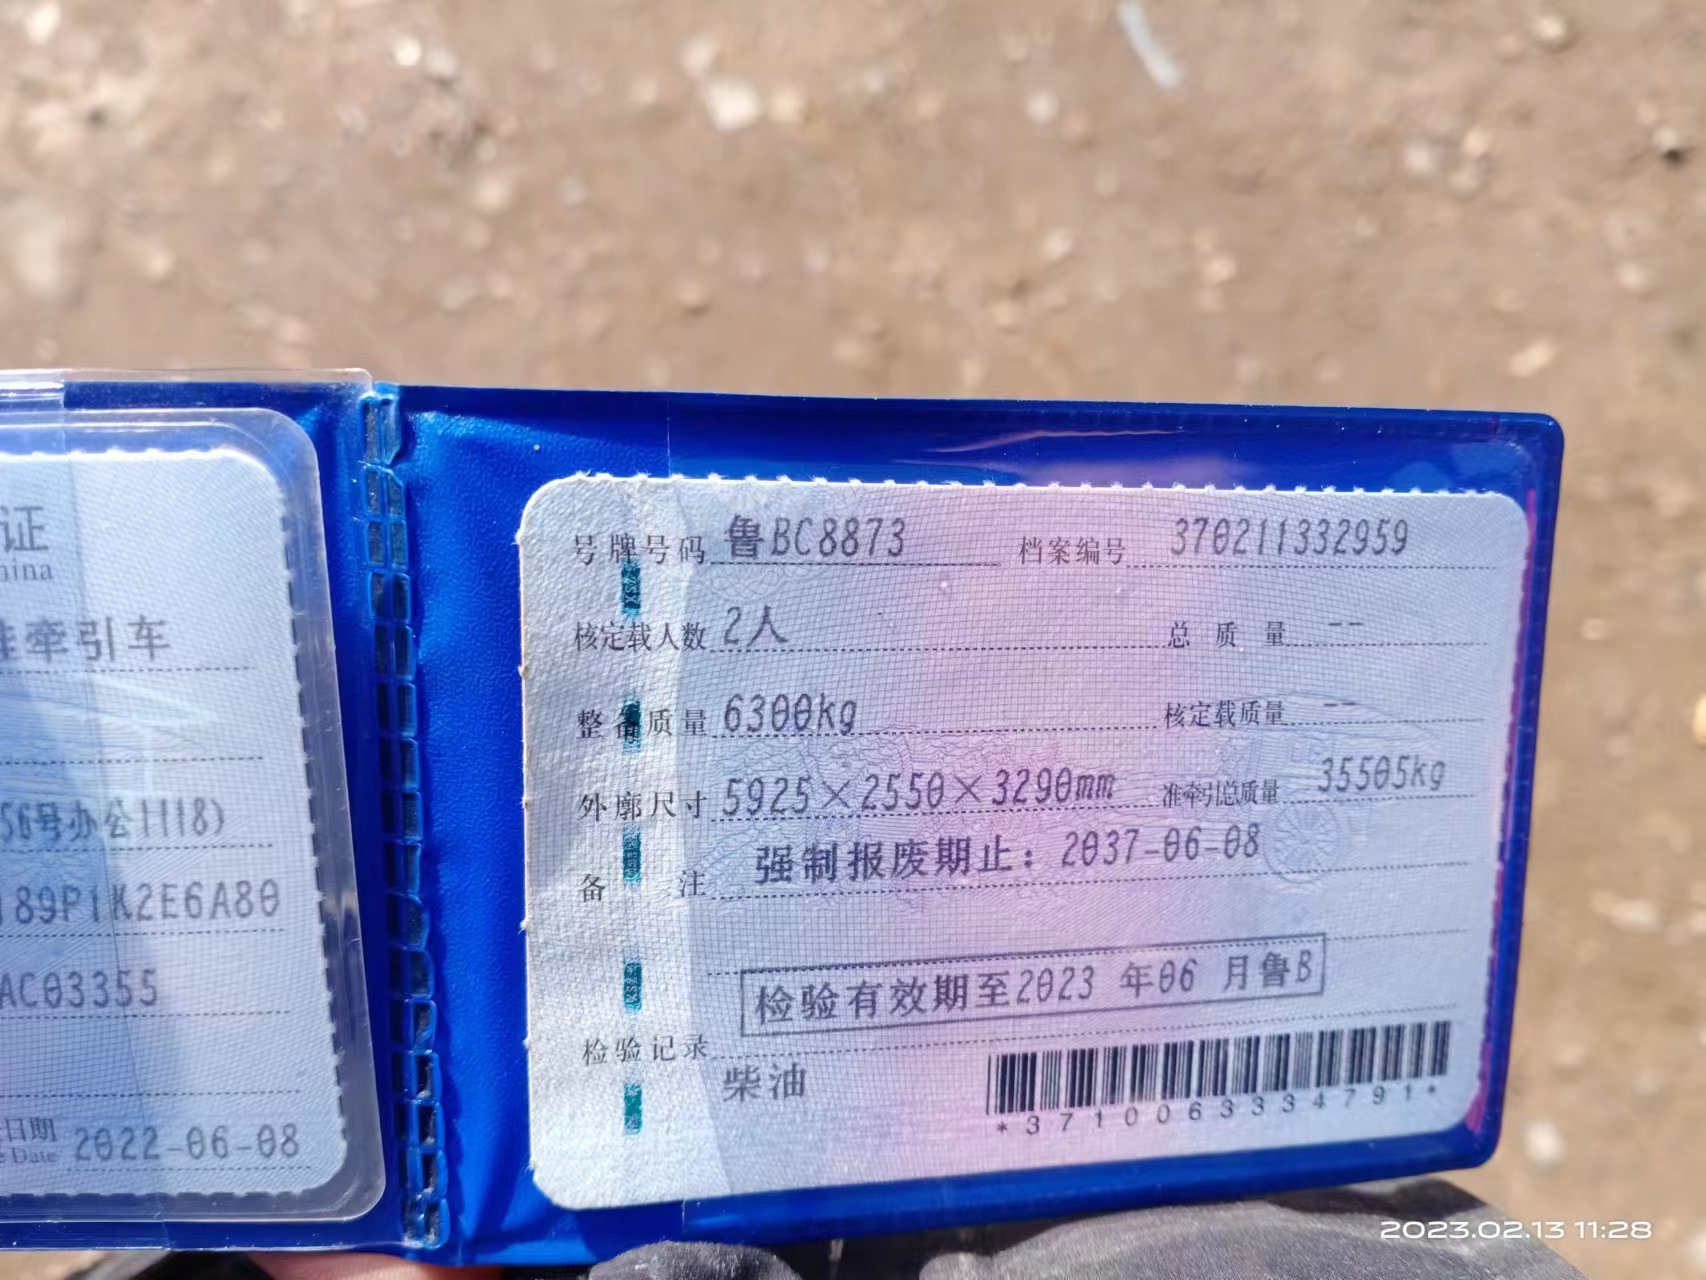 证
hina
牵引车
56号办公1118)
189P1K2E6A80
AC03355
日期
Date 2022-06-08
号牌号码 鲁BC8873 档案编号 370211332959
核定载人数 2人 总质量 --
整备质量 6300kg 核定载质量 --
外廓尺寸 5925×2550×3290mm 准牵引总质量 35505kg
备注 强制报废期止：2037-06-08
检验有效期至2023 年06 月鲁B
检验记录
柴油
*3710063334791*
2023.02.13 11:28